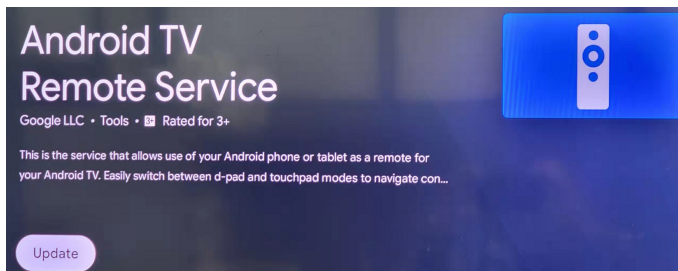 Android TV
Remote Service
Google LLC • Tools • 3+ Rated for 3+
This is the service that allows use of your Android phone or tablet as a remote for
your Android TV. Easily switch between d-pad and touchpad modes to navigate con...
Update